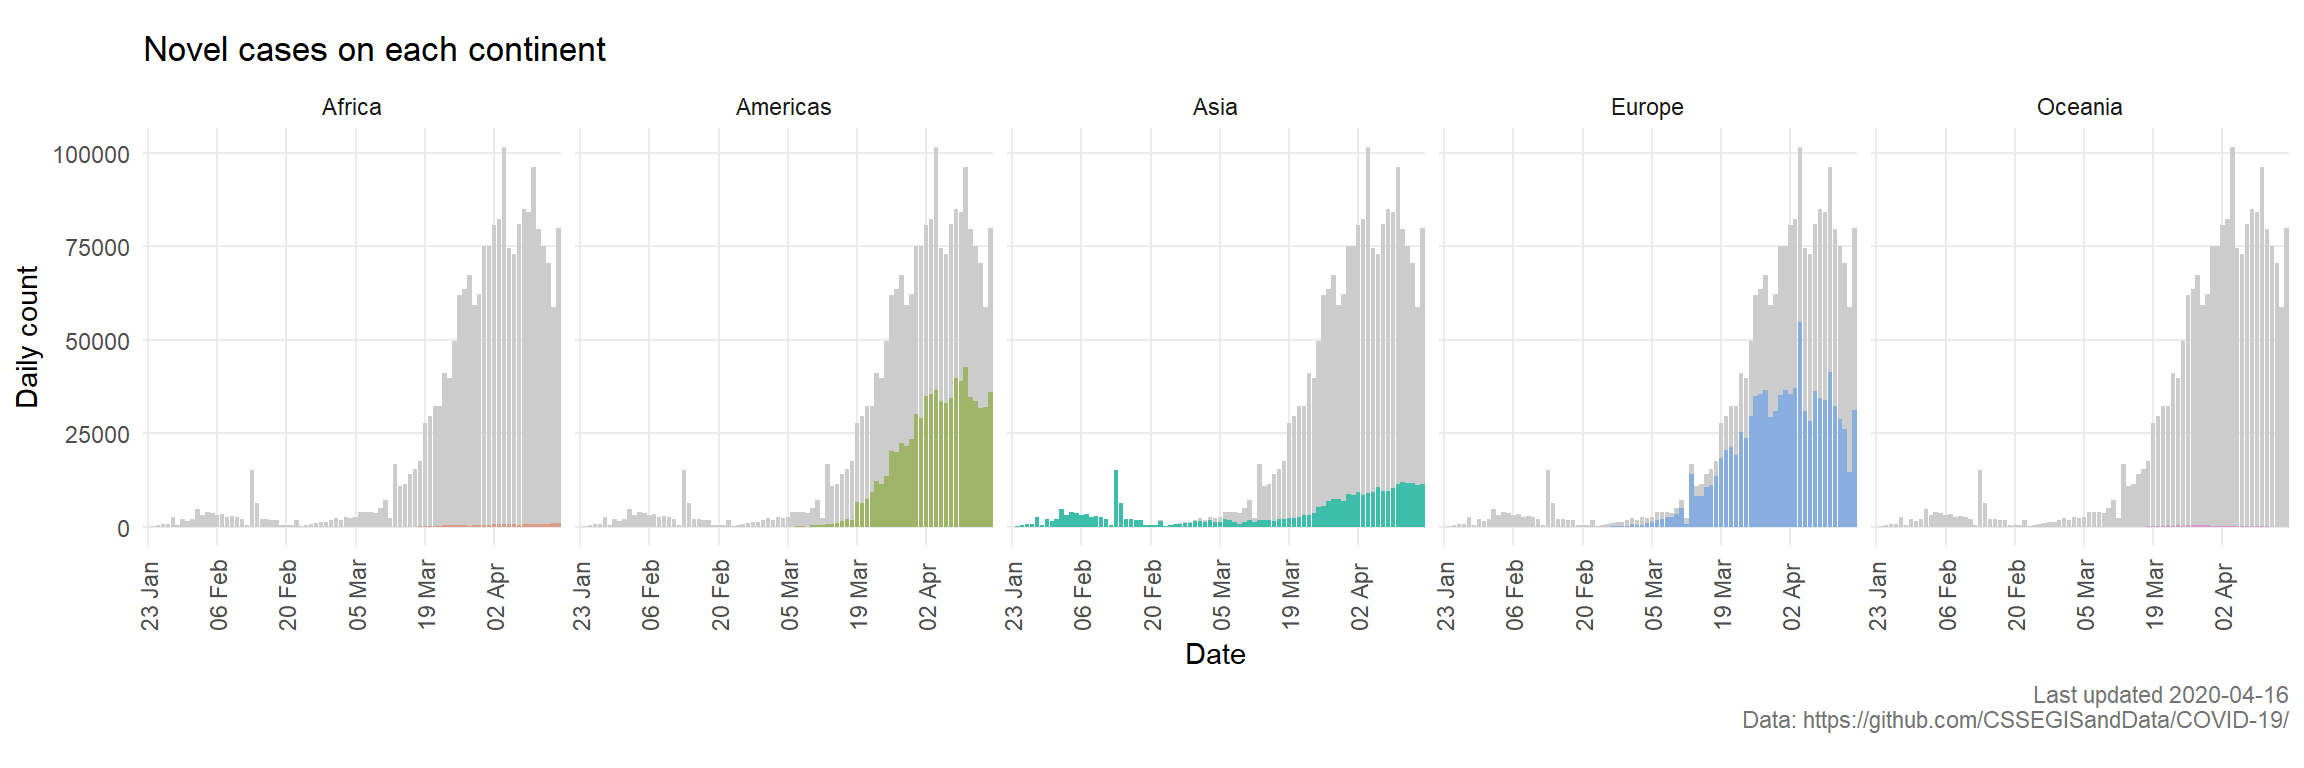 Novel cases on each continent
Africa
Americas
Asia
Europe
Oceania
100000
75000
50000
25000
0
Daily count
23 Jan
06 Feb
20 Feb
05 Mar
19 Mar
02 Apr
23 Jan
06 Feb
20 Feb
05 Mar
19 Mar
02 Apr
23 Jan
06 Feb
20 Feb
05 Mar
19 Mar
02 Apr
23 Jan
06 Feb
20 Feb
05 Mar
19 Mar
02 Apr
23 Jan
06 Feb
20 Feb
05 Mar
19 Mar
02 Apr
Date
Last updated 2020-04-16
Data: https://github.com/CSSEGISandData/COVID-19/